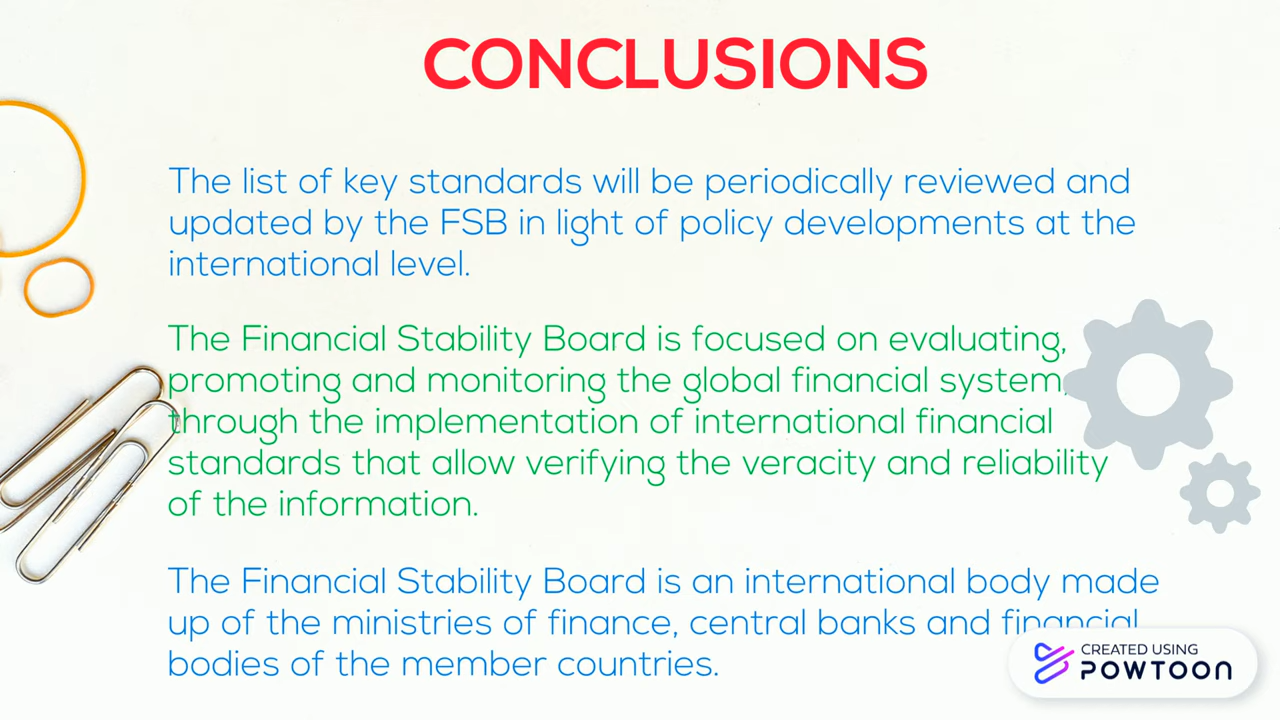 CONCLUSIONS
The list of key standards will be periodically reviewed and
updated by the FSB in light of policy developments at the
international level.
The Financial Stability Board is focused on evaluating,
promoting and monitoring the global financial system,
through the implementation of international financial
standards that allow verifying the veracity and reliability
of the information.
The Financial Stability Board is an international body made
up of the ministries of finance, central banks and financial
bodies of the member countries.
CREATED USING
POWTOON